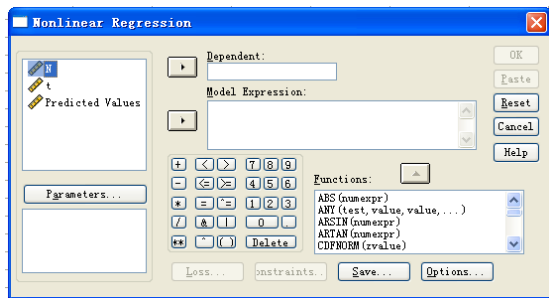 Nonlinear Regression
N
t
Predicted Values
Parameters...
Dependent:
Model Expression:
+ < > 7 8 9
- <= >= 4 5 6
* = ~= 1 2 3
/ & | 0 .
** ~ () Delete
Functions:
ABS(numexpr)
ANY(test,value,value,...)
ARSIN(numexpr)
ARTAN(numexpr)
CDFNORM(zvalue)
OK
Paste
Reset
Cancel
Help
Loss...
onstraints..
Save...
Options...